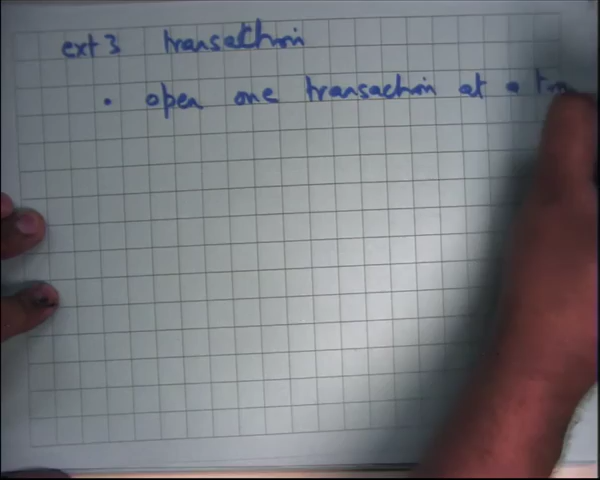 ext 3 transaction
• open one transaction at a